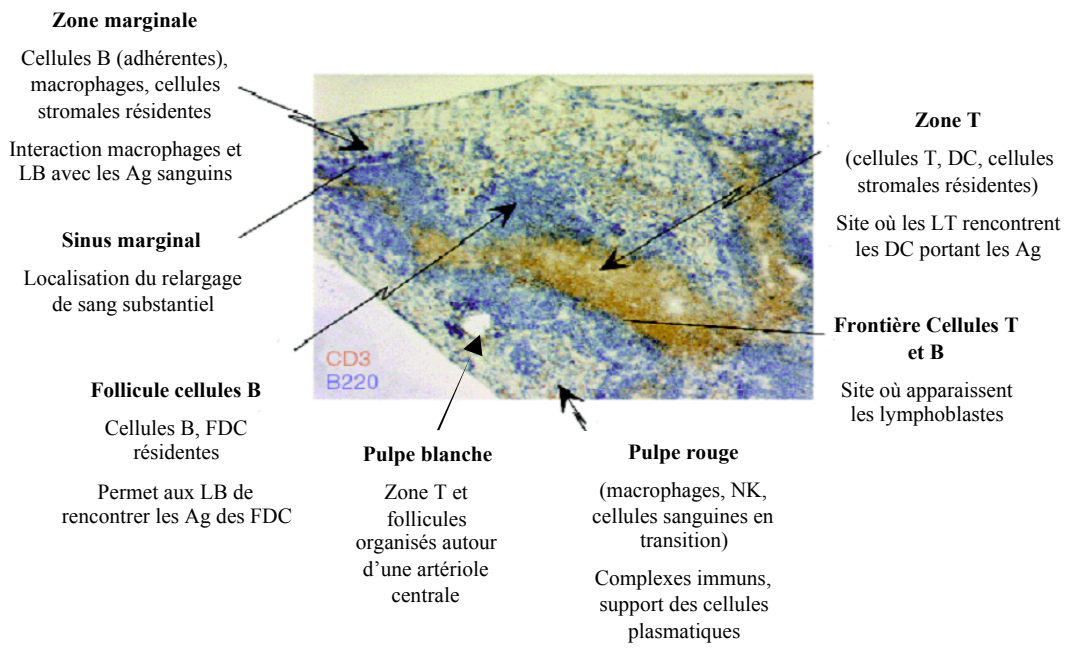 Zone marginale
Cellules B (adhérentes),
macrophages, cellules
stromales résidentes
Interaction macrophages et
LB avec les Ag sanguins
Sinus marginal
Localisation du relargage
de sang substantiel
Follicule cellules B
Cellules B, FDC
résidentes
Permet aux LB de
rencontrer les Ag des FDC
CD3
B220
Pulpe blanche
Zone T et
follicules
organisés autour
d’une artériole
centrale
Pulpe rouge
(macrophages, NK,
cellules sanguines en
transition)
Complexes immuns,
support des cellules
plasmatiques
Zone T
(cellules T, DC, cellules
stromales résidentes)
Site où les LT rencontrent
les DC portant les Ag
Frontière Cellules T
et B
Site où apparaissent
les lymphoblastes